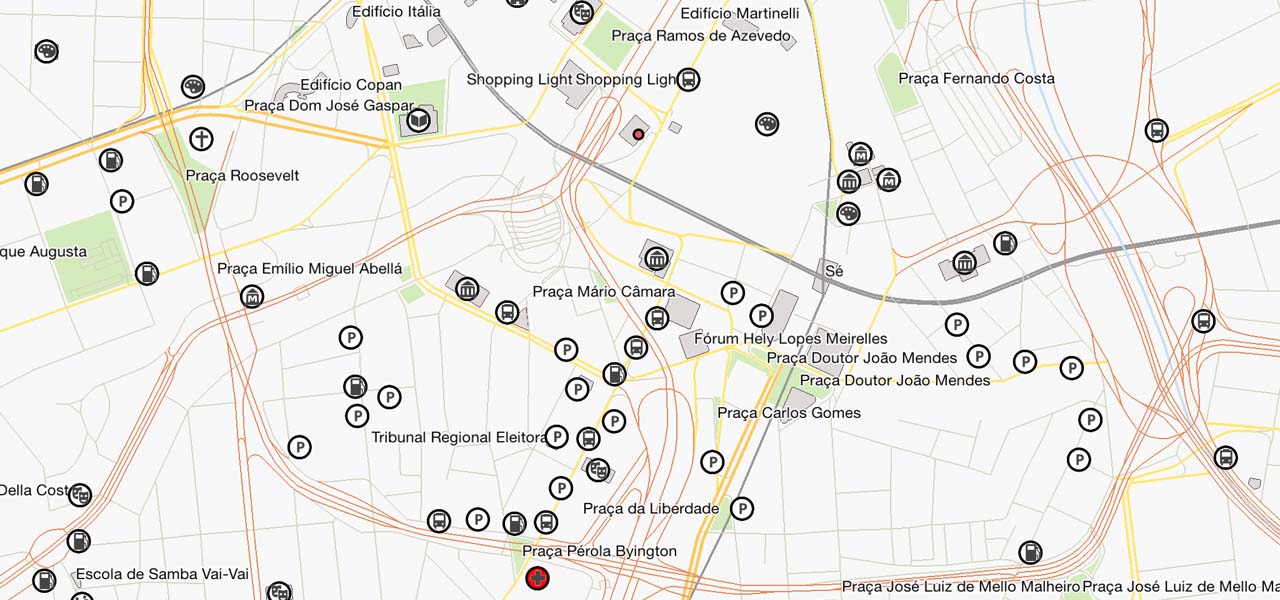 Edifício Itália
Edifício Martinelli
Praça Ramos de Azevedo
Shopping Light
Shopping Ligh
Praça Fernando Costa
Edifício Copan
Praça Dom José Gaspar
Praça Roosevelt
que Augusta
Praça Emílio Miguel Abellá
Sé
Praça Mário Câmara
Fórum Hely Lopes Meirelles
Praça Doutor João Mendes
Praça Doutor João Mendes
Praça Carlos Gomes
Tribunal Regional Eleitora
Della Cost
Praça da Liberdade
Praça Pérola Byington
Escola de Samba Vai-Vai
Praça José Luiz de Mello Malheiro
Praça José Luiz de Mello Ma